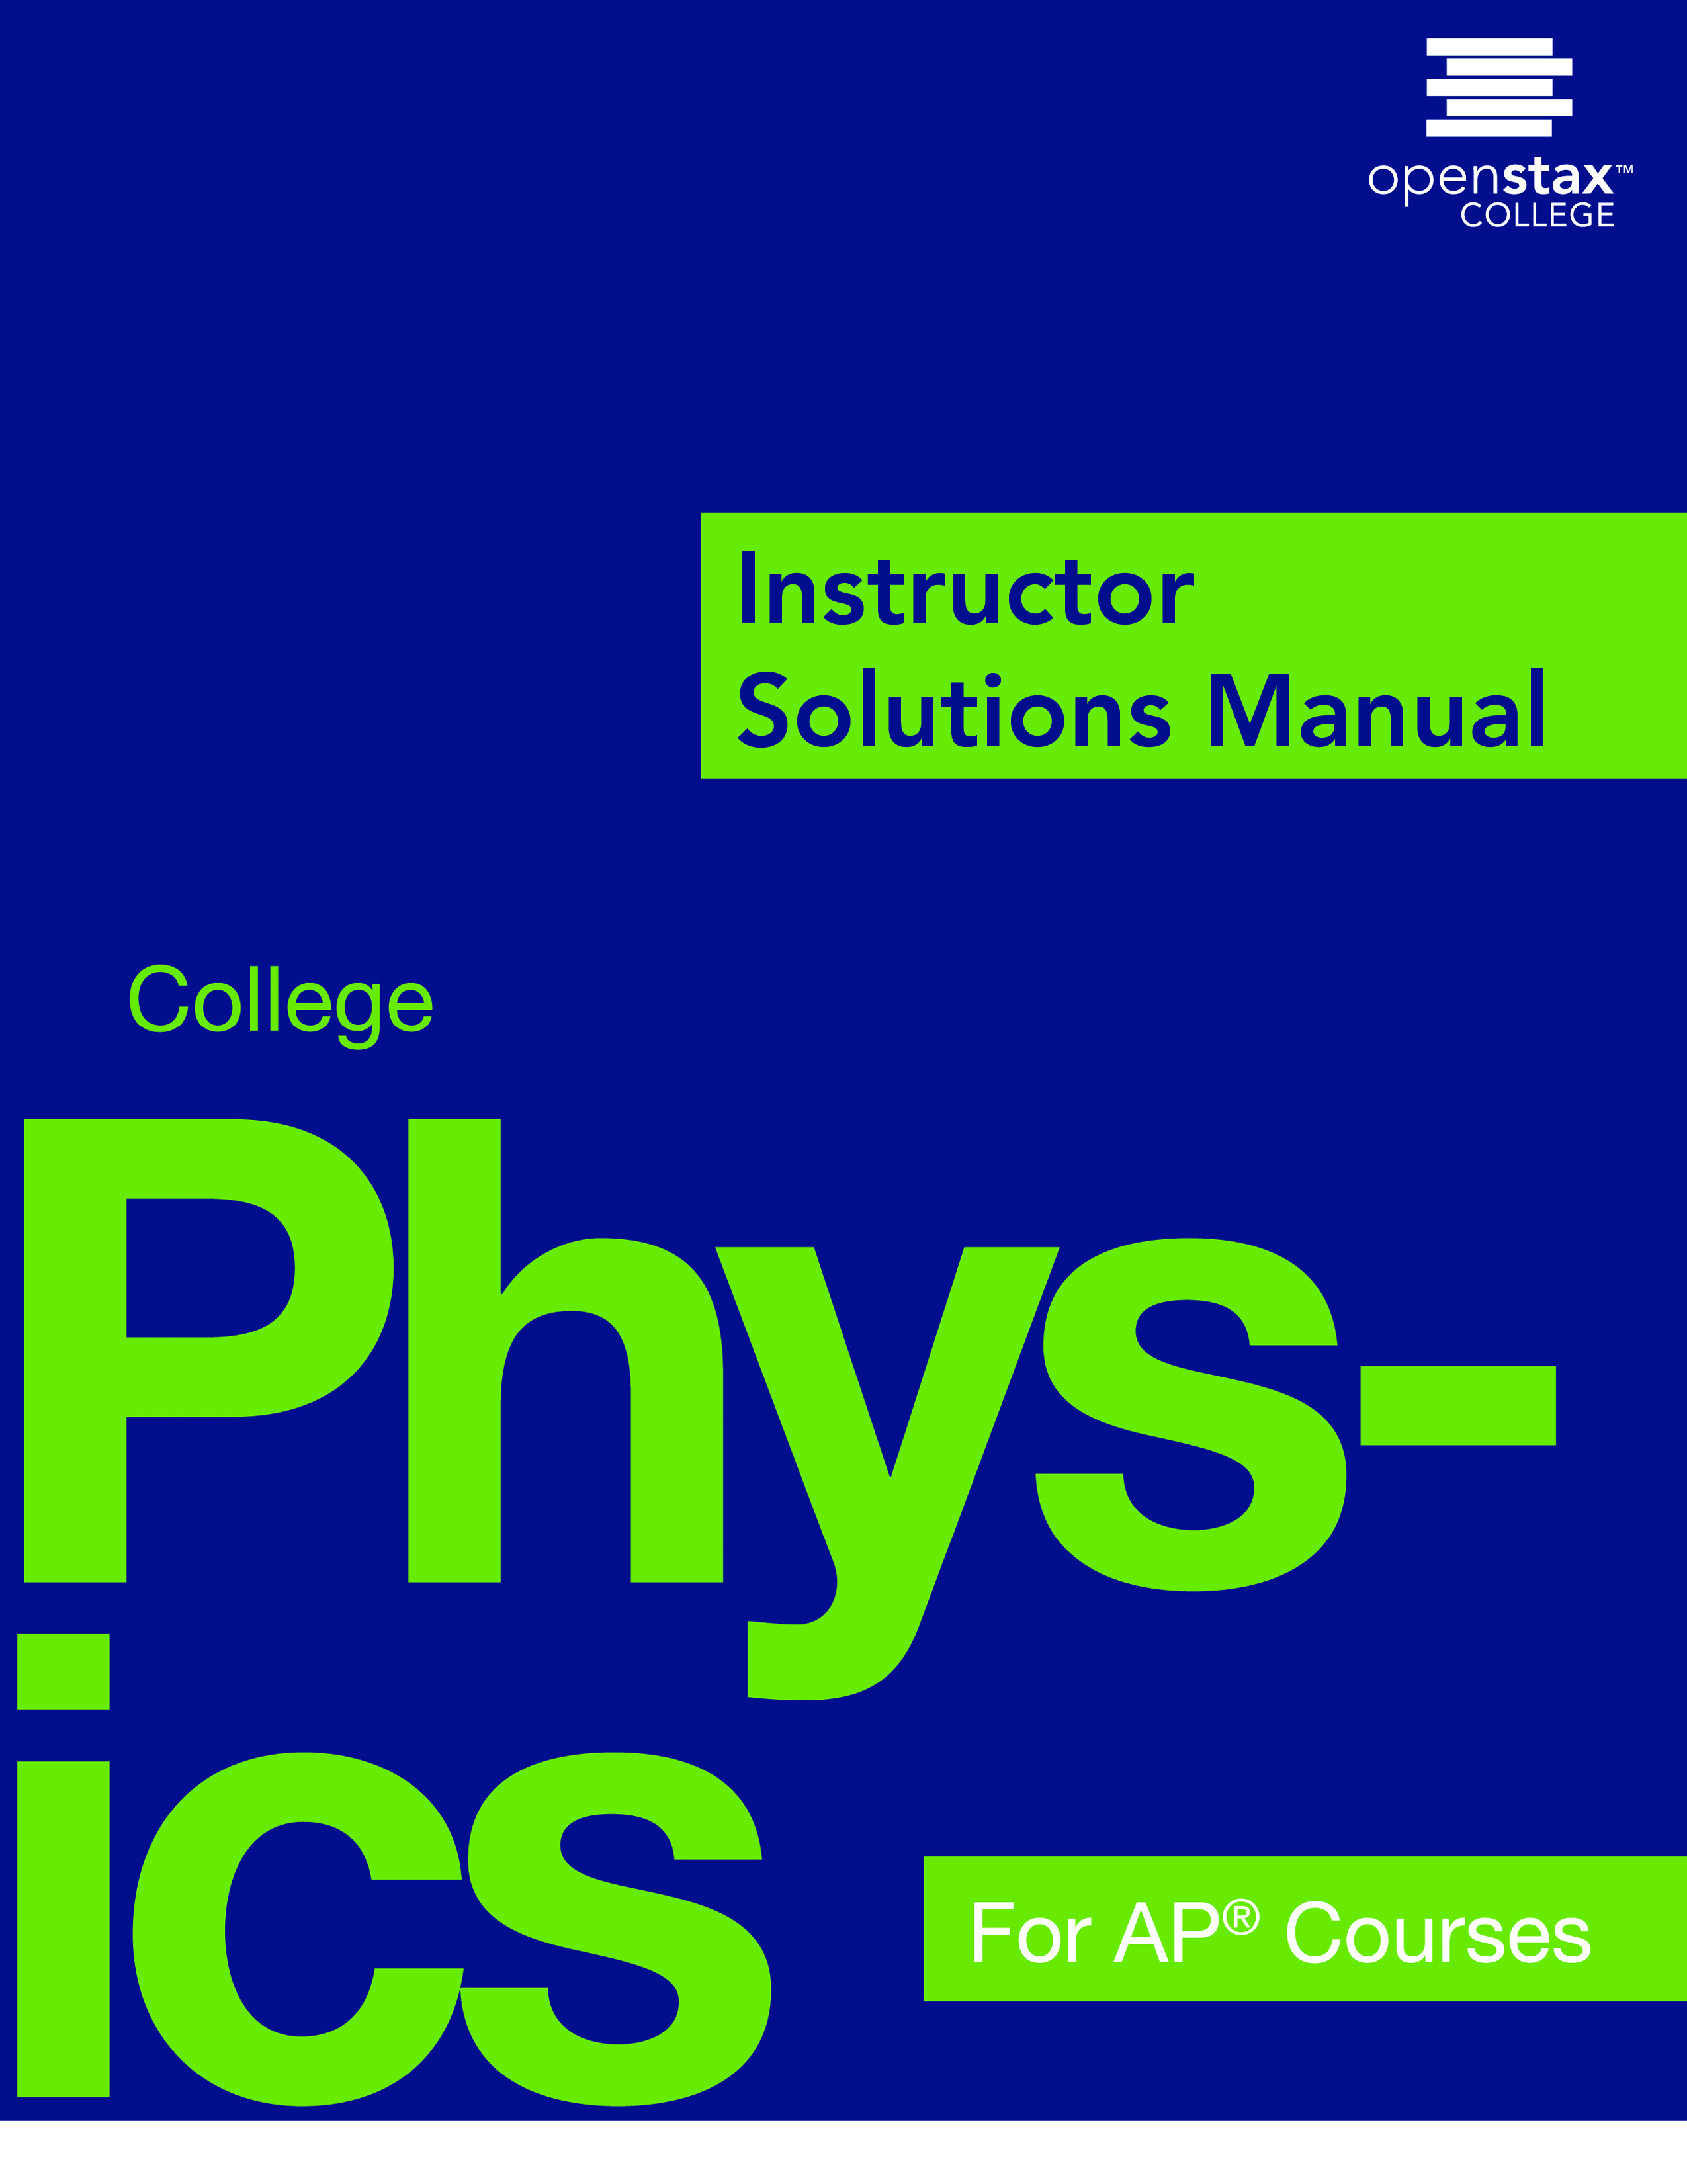 openstax™
COLLEGE
Instructor
Solutions Manual
College
Phys-
ics
For AP® Courses